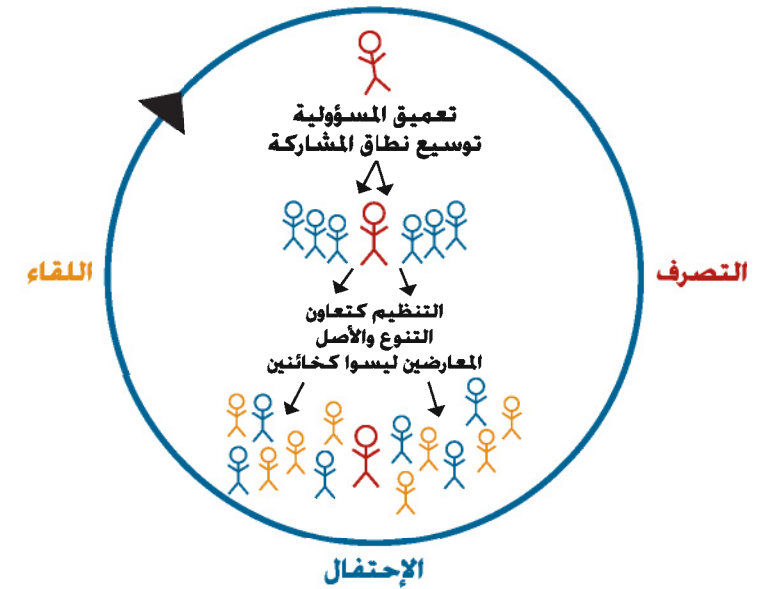 تعميق المسؤولية
توسيع نطاق المشاركة
التصرف
اللقاء
التنظيم كتعاون
التنوع والأصل
المعارضين ليسوا كخائنين
الإحتفال